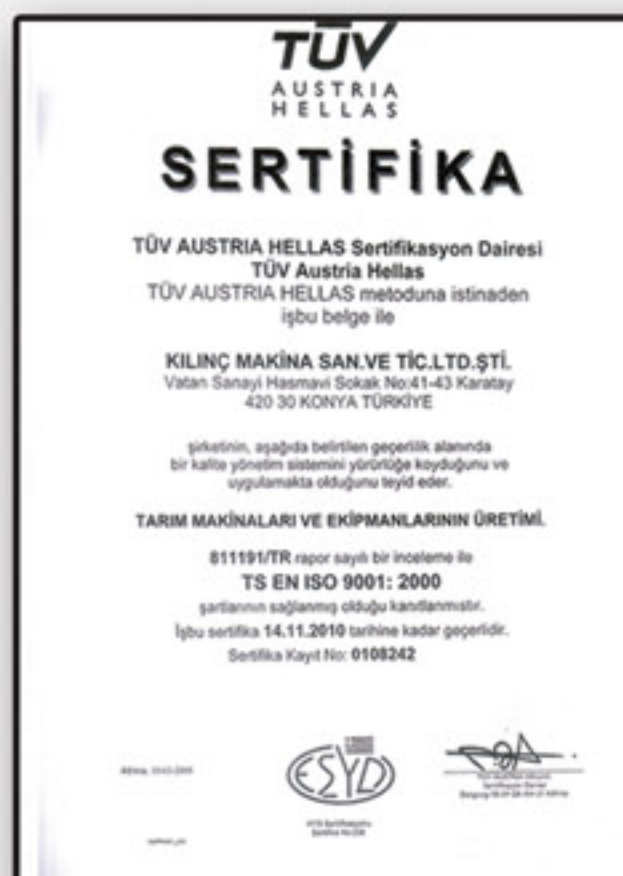 TÜV
AUSTRIA
HELLAS
SERTİFİKA
TÜV AUSTRIA HELLAS Sertifikasyon Dairesi
TÜV Austria Hellas
TÜV AUSTRIA HELLAS metoduna istinaden
işbu belge ile
KILINÇ MAKİNA SAN.VE TİC.LTD.ŞTİ.
Vatan Sanayi Hasmavi Sokak No:41-43 Karatay
420 30 KONYA TÜRKİYE
şirketinin, aşağıda belirtilen geçerlilik alanında
bir kalite yönetim sistemini yürürlüğe koyduğunu ve
uygulamakta olduğunu teyid eder.
TARIM MAKİNALARI VE EKİPMANLARININ ÜRETİMİ.
811191/TR rapor sayılı bir inceleme ile
TS EN ISO 9001: 2000
şartlarının sağlanmış olduğu kanıtlanmıstır.
İşbu sertifika 14.11.2010 tarihine kadar geçerlidir.
Sertifika Kayıt No: 0108242
Atina,
ESYD
TÜV AUSTRIA HELLAS